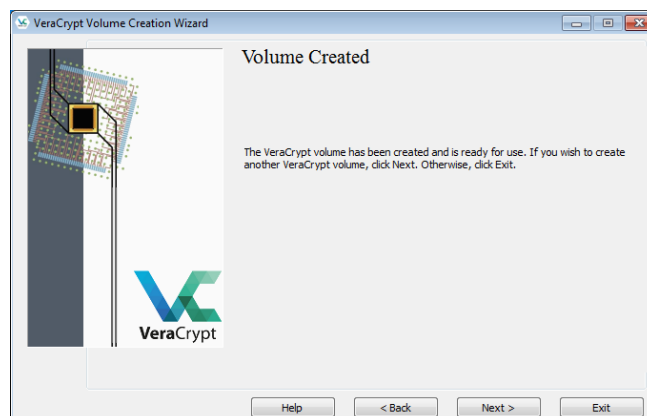 VeraCrypt Volume Creation Wizard
Volume Created
The VeraCrypt volume has been created and is ready for use. If you wish to create
another VeraCrypt volume, click Next. Otherwise, click Exit.
VeraCrypt
Help
< Back
Next >
Exit